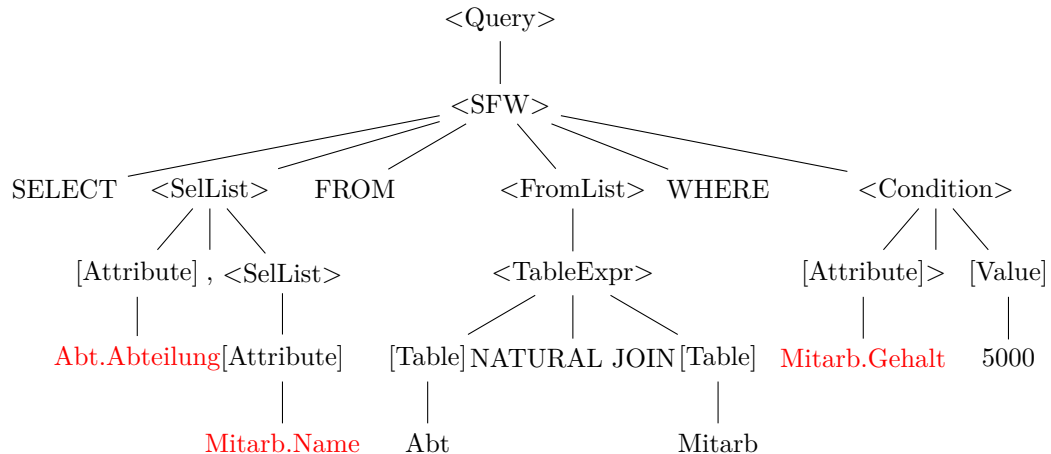 <Query>
<SFW>
SELECT <SelList> FROM <FromList> WHERE <Condition>
[Attribute] , <SelList> <TableExpr> [Attribute]> [Value]
Abt.Abteilung[Attribute] [Table] NATURAL JOIN [Table] Mitarb.Gehalt 5000
Mitarb.Name Abt Mitarb